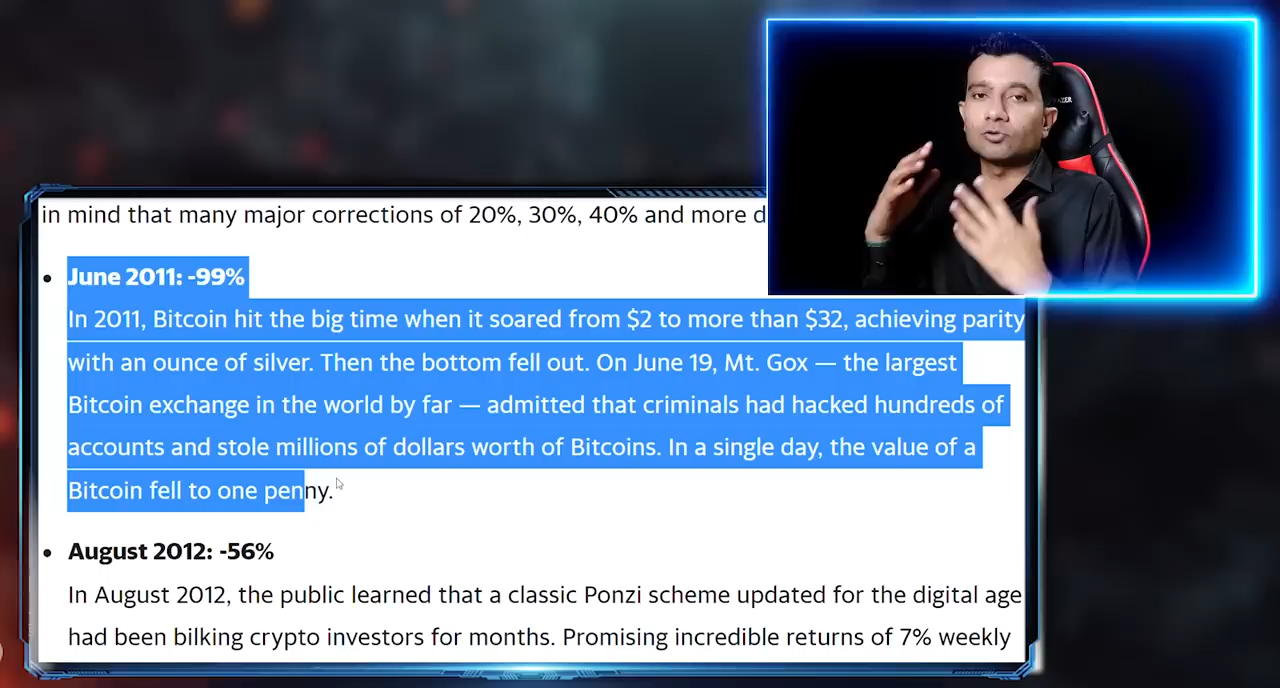 in mind that many major corrections of 20%, 30%, 40% and more d
June 2011: -99%
In 2011, Bitcoin hit the big time when it soared from $2 to more than $32, achieving parity
with an ounce of silver. Then the bottom fell out. On June 19, Mt. Gox — the largest
Bitcoin exchange in the world by far — admitted that criminals had hacked hundreds of
accounts and stole millions of dollars worth of Bitcoins. In a single day, the value of a
Bitcoin fell to one penny.
August 2012: -56%
In August 2012, the public learned that a classic Ponzi scheme updated for the digital age
had been bilking crypto investors for months. Promising incredible returns of 7% weekly